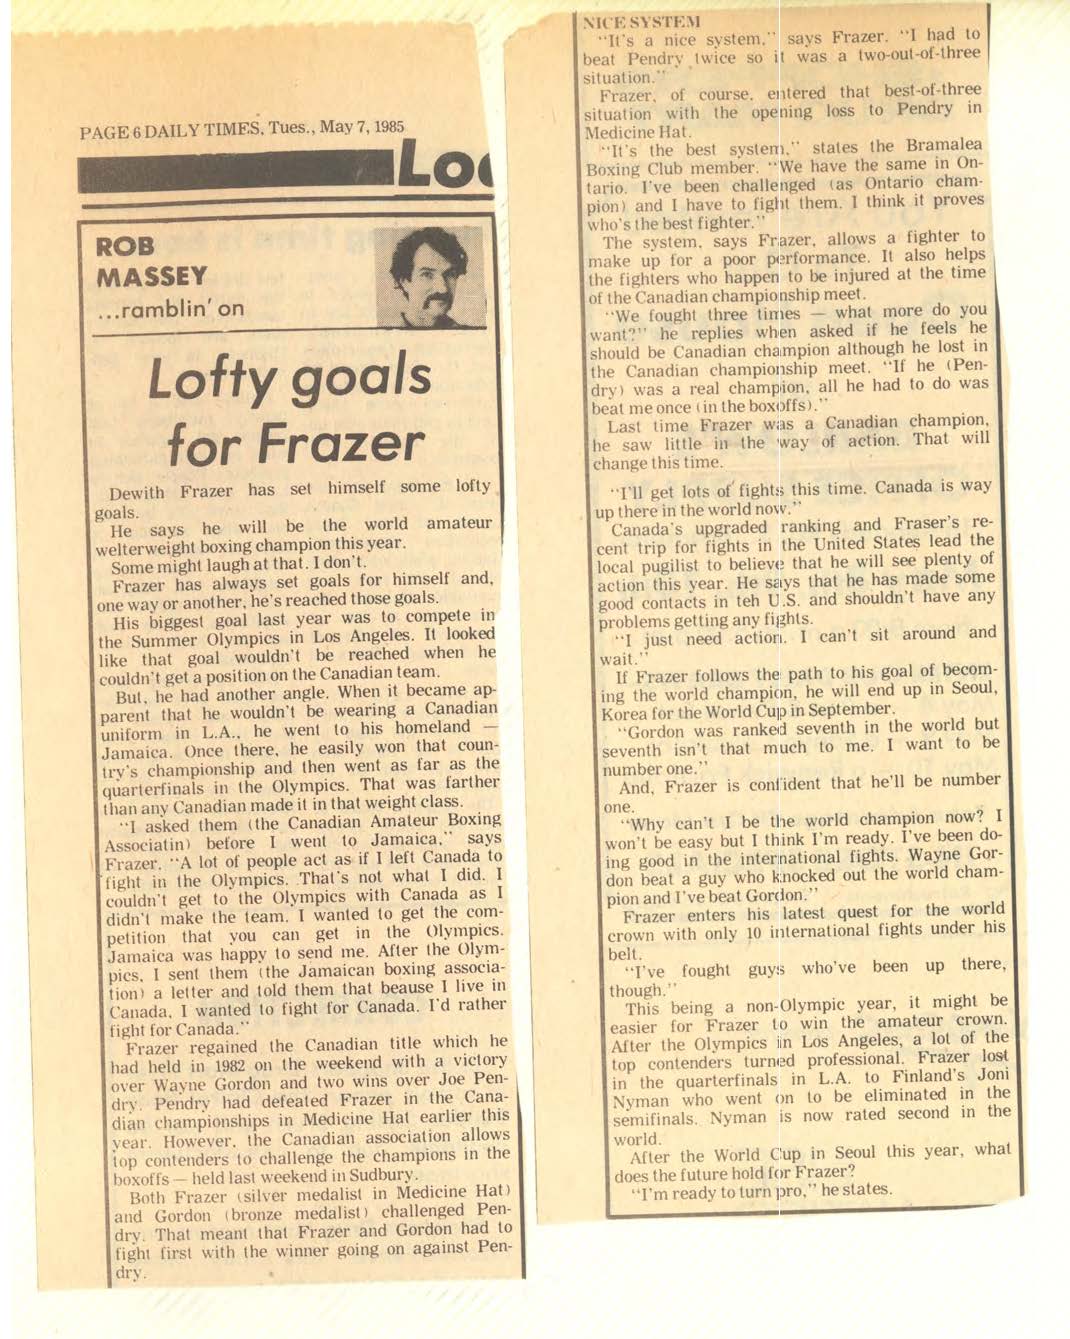 PAGE 6 DAILY TIMES, Tues., May 7, 1985
ROB
MASSEY
...ramblin' on
Lofty goals
for Frazer
Dewith Frazer has set himself some lofty
goals.
He says he will be the world amateur
welterweight boxing champion this year.
Some might laugh at that. I don't.
Frazer has always set goals for himself and,
one way or another, he's reached those goals.
His biggest goal last year was to compete in
the Summer Olympics in Los Angeles. It looked
like that goal wouldn't be reached when he
couldn't get a position on the Canadian team.
But, he had another angle. When it became ap-
parent that he wouldn't be wearing a Canadian
uniform in L.A., he went to his homeland —
Jamaica. Once there, he easily won that coun-
try's championship and then went as far as the
quarterfinals in the Olympics. That was farther
than any Canadian made it in that weight class.
"I asked them (the Canadian Amateur Boxing
Associatin) before I went to Jamaica," says
Frazer. "A lot of people act as if I left Canada to
fight in the Olympics. That's not what I did. I
couldn't get to the Olympics with Canada as I
didn't make the team. I wanted to get the com-
petition that you can get in the Olympics.
Jamaica was happy to send me. After the Olym-
pics, I sent them (the Jamaican boxing associa-
tion) a letter and told them that beause I live in
Canada, I wanted to fight for Canada. I'd rather
fight for Canada."
Frazer regained the Canadian title which he
had held in 1982 on the weekend with a victory
over Wayne Gordon and two wins over Joe Pen-
dry. Pendry had defeated Frazer in the Cana-
dian championships in Medicine Hat earlier this
year. However, the Canadian association allows
top contenders to challenge the champions in the
boxoffs — held last weekend in Sudbury.
Both Frazer (silver medalist in Medicine Hat)
and Gordon (bronze medalist) challenged Pen-
dry. That meant that Frazer and Gordon had to
fight first with the winner going on against Pen-
dry.
NICE SYSTEM
"It's a nice system," says Frazer. "I had to
beat Pendry twice so it was a two-out-of-three
situation."
Frazer, of course, entered that best-of-three
situation with the opening loss to Pendry in
Medicine Hat.
"It's the best system," states the Bramalea
Boxing Club member. "We have the same in On-
tario. I've been challenged (as Ontario cham-
pion) and I have to fight them. I think it proves
who's the best fighter."
The system, says Frazer, allows a fighter to
make up for a poor performance. It also helps
the fighters who happen to be injured at the time
of the Canadian championship meet.
"We fought three times — what more do you
want?" he replies when asked if he feels he
should be Canadian champion although he lost in
the Canadian championship meet. "If he (Pen-
dry) was a real champion, all he had to do was
beat me once (in the boxoffs)."
Last time Frazer was a Canadian champion,
he saw little in the way of action. That will
change this time.
"I'll get lots of fights this time. Canada is way
up there in the world now."
Canada's upgraded ranking and Fraser's re-
cent trip for fights in the United States lead the
local pugilist to believe that he will see plenty of
action this year. He says that he has made some
good contacts in teh U.S. and shouldn't have any
problems getting any fights.
"I just need action. I can't sit around and
wait."
If Frazer follows the path to his goal of becom-
ing the world champion, he will end up in Seoul,
Korea for the World Cup in September.
"Gordon was ranked seventh in the world but
seventh isn't that much to me. I want to be
number one."
And, Frazer is confident that he'll be number
one.
"Why can't I be the world champion now? I
won't be easy but I think I'm ready. I've been do-
ing good in the international fights. Wayne Gor-
don beat a guy who knocked out the world cham-
pion and I've beat Gordon."
Frazer enters his latest quest for the world
crown with only 10 international fights under his
belt.
"I've fought guys who've been up there,
though."
This being a non-Olympic year, it might be
easier for Frazer to win the amateur crown.
After the Olympics in Los Angeles, a lot of the
top contenders turned professional. Frazer lost
in the quarterfinals in L.A. to Finland's Joni
Nyman who went on to be eliminated in the
semifinals. Nyman is now rated second in the
world.
After the World Cup in Seoul this year, what
does the future hold for Frazer?
"I'm ready to turn pro," he states.